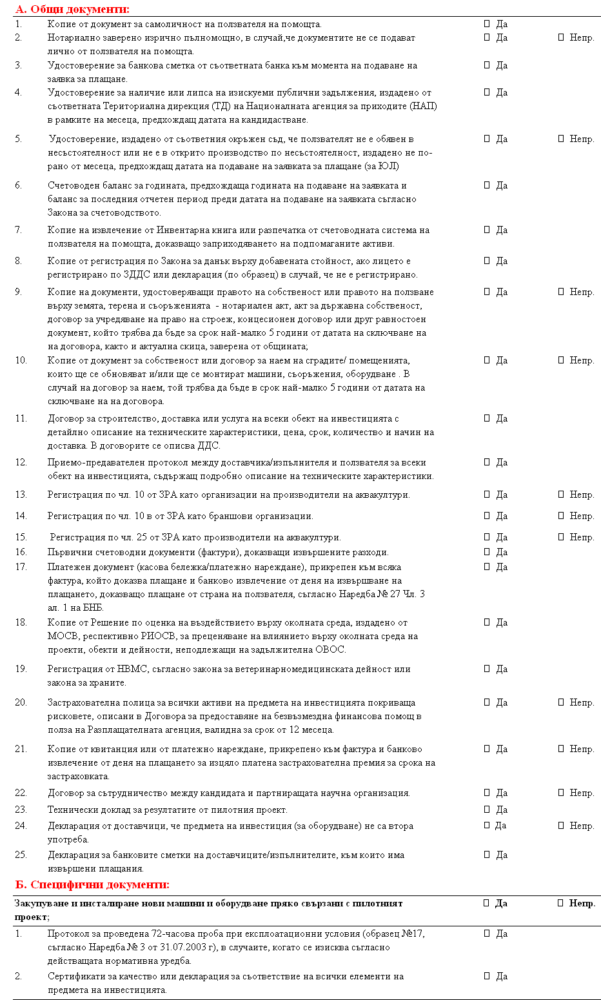 А. Общи документи:
1. Копие от документ за самоличност на ползвателя на помощта. Да
2. Нотариално заверено изрично пълномощно, в случай,че документите не се подават Да Непр.
лично от ползвателя на помощта.
3. Удостоверение за банкова сметка от съответната банка към момента на подаване на Да
заявка за плащане.
4. Удостоверение за наличие или липса на изискуеми публични задължения, издадено от Да
съответната Териториална дирекция (ТД) на Националната агенция за приходите (НАП)
в рамките на месеца, предхождащ датата на кандидастване.
5. Удостоверение, издадено от съответния окръжен съд, че ползвателят не е обявен в Да Непр.
несъстоятелност или не е в открито производство по несъстоятелност, издадено не по-
рано от месеца, предхождащ датата на подаване на заявката за плащане (за ЮЛ)
6. Счетоводен баланс за годината, предхождаща годината на подаване на заявката и Да
баланс за последния отчетен период преди датата на подаване на заявката съгласно
Закона за счетоводството.
7. Копие на извлечение от Инвентарна книга или разпечатка от счетоводната система на Да
ползвателя на помощта, доказващо заприходяването на подпомаганите активи.
8. Копие от регистрация по Закона за данък върху добавената стойност, ако лицето е Да
регистрирано по ЗДДС или декларация (по образец) в случай, че не е регистрирано.
9. Копие на документи, удостоверяващи правото на собственост или правото на ползване Да Непр.
върху земята, терена и съоръженията - нотариален акт, акт за държавна собственост,
договор за учредяване на право на строеж, концесионен договор или друг равностоен
документ, който трябва да бъде за срок най-малко 5 години от датата на сключване на
на договора, както и актуална скица, заверена от общината;
10. Копие от документ за собственост или договор за наем на сградите/ помещенията, Да Непр.
които ще се обновяват и/или ще се монтират машини, съоръжения, оборудване . В
случай на договор за наем, той трябва да бъде в срок най-малко 5 години от датата на
сключване на на договора.
11. Договор за строителство, доставка или услуга на всеки обект на инвестицията с Да
детайлно описание на техническите характеристики, цена, срок, количество и начин на
доставка. В договорите се описва ДДС.
12. Приемо-предавателен протокол между доставчика/изпълнителя и ползвателя за всеки Да
обект на инвестицията, съдържащ подробно описание на техническите характеристики.
13. Регистрация по чл. 10 от ЗРА като организации на производители на аквакултури. Да Непр.
14. Регистрация по чл. 10 в от ЗРА като браншови организации. Да Непр.
15. Регистрация по чл. 25 от ЗРА като производители на аквакултури. Да Непр.
16. Първични счетоводни документи (фактури), доказващи извършените разходи. Да
17. Платежен документ (касова бележка/платежно нареждане), прикрепен към всяка Да
фактура, който доказва плащане и банково извлечение от деня на извършване на
плащането, доказващо плащане от страна на ползвателя, съгласно Наредба № 27 Чл. 3
ал. 1 на БНБ.
18. Копие от Решение по оценка на въздействието върху околната среда, издадено от Да
МОСВ, респективно РИОСВ, за преценяване на влиянието върху околната среда на
проекти, обекти и дейности, неподлежащи на задължителна ОВОС.
19. Регистрация от НВМС, съгласно закона за ветеринарномедицинската дейност или Да
закона за храните.
20. Застрахователна полица за всички активи на предмета на инвестицията покриваща Да Непр.
рисковете, описани в Договора за предоставяне на безвъзмездна финансова помощ в
полза на Разплащателната агенция, валидна за срок от 12 месеца.
21. Копие от квитанция или от платежно нареждане, прикрепено към фактура и банково Да Непр.
извлечение от деня на плащането за изцяло платена застрахователна премия за срока на
застраховката.
22. Договор за сътрудничество между кандидата и партниращата научна организация. Да Непр.
23. Технически доклад за резултатите от пилотния проект. Да
24. Декларация от доставчици, че предмета на инвестиция (за оборудване) не са втора Да Непр.
употреба.
25. Декларация за банковите сметки на доставчиците/изпълнителите, към които има Да
извършени плащания.
Б. Специфични документи:
Закупуване и инсталиране нови машини и оборудване пряко свързани с пилотният Да Непр.
проект;
1. Протокол за проведена 72-часова проба при експлоатационни условия (образец №17, Да
съгласно Наредба № 3 от 31.07.2003 г), в случаите, когато се изисква съгласно
действащата нормативна уредба.
2. Сертификати за качество или декларация за съответствие на всички елементи на Да
предмета на инвестицията.